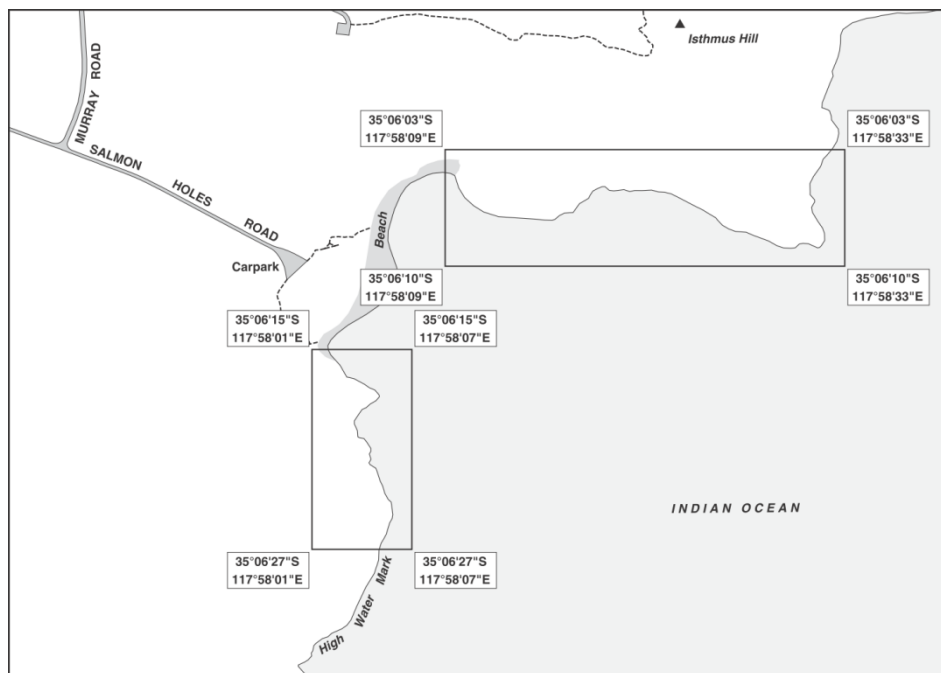 Isthmus Hill
MURRAY ROAD
SALMON HOLES ROAD
35°06'03"S
117°58'09"E
35°06'03"S
117°58'33"E
Beach
Carpark
35°06'10"S
117°58'09"E
35°06'10"S
117°58'33"E
35°06'15"S
117°58'01"E
35°06'15"S
117°58'07"E
INDIAN OCEAN
35°06'27"S
117°58'01"E
35°06'27"S
117°58'07"E
High Water Mark